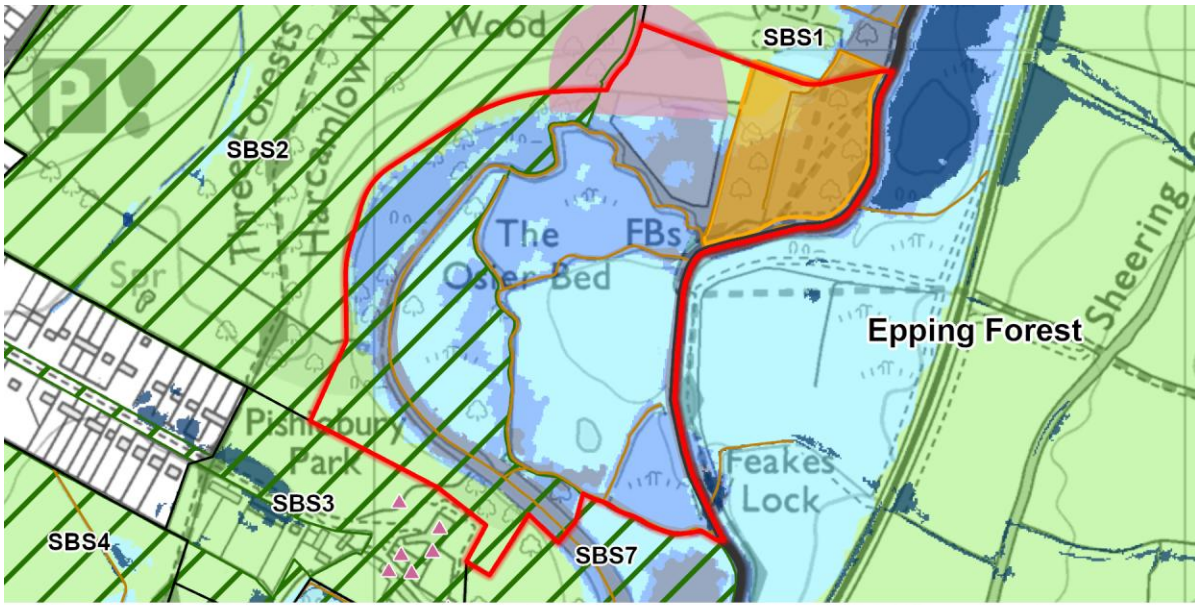 Wood
SBS1
P!
SBS2
Three Forests
Harcamlow W
Spr
The
Osier Bed
FBs
Epping Forest
Sheering
Pishiobury
Park
Feakes
Lock
SBS3
SBS4
SBS7